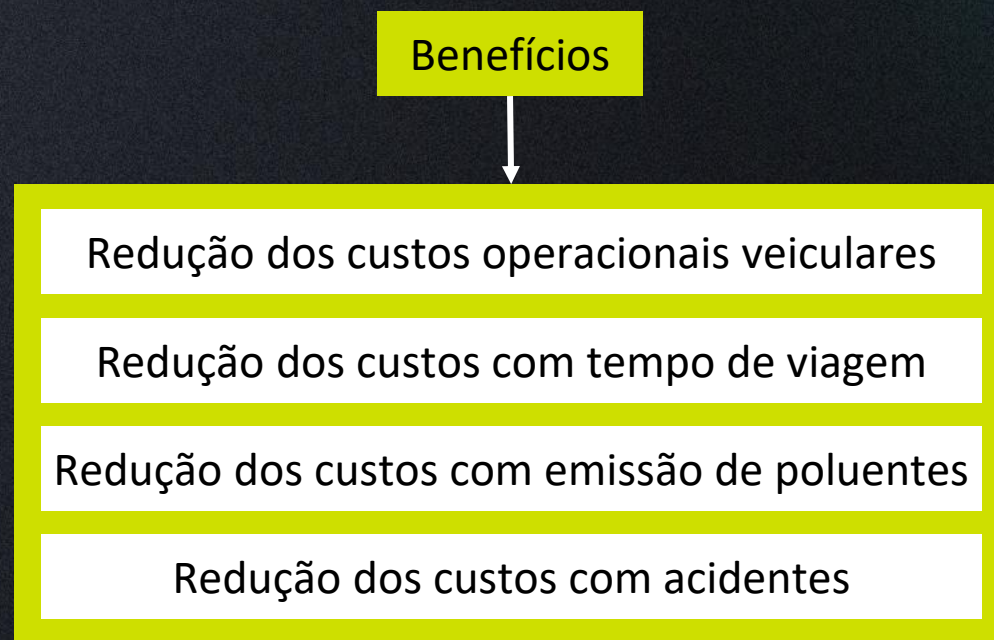 Benefícios
Redução dos custos operacionais veiculares
Redução dos custos com tempo de viagem
Redução dos custos com emissão de poluentes
Redução dos custos com acidentes